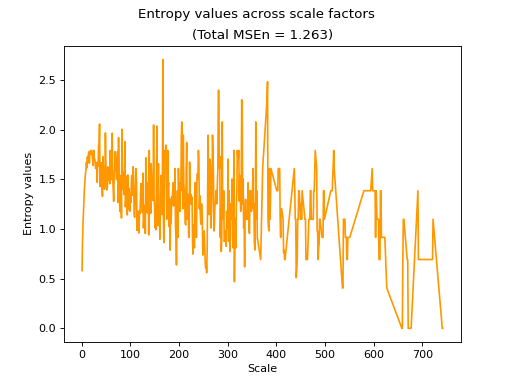 Entropy values across scale factors
(Total MSEn = 1.263)
2.5
2.0
1.5
1.0
0.5
0.0
Entropy values
0 100 200 300 400 500 600 700
Scale